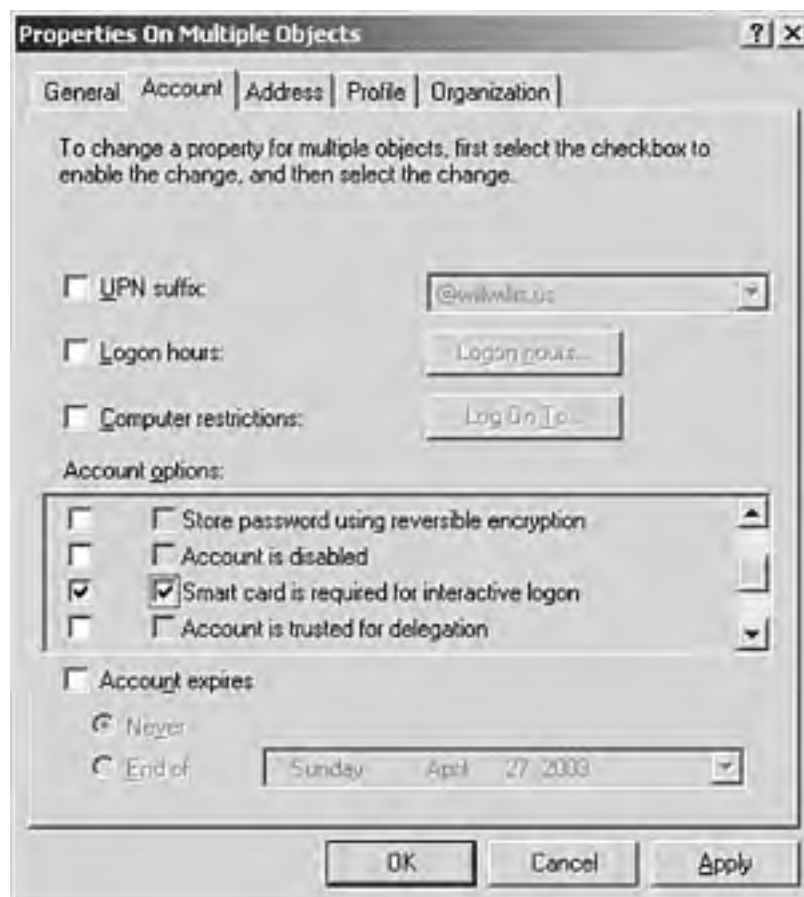 Properties On Multiple Objects
General Account Address Profile Organization
To change a property for multiple objects, first select the checkbox to
enable the change, and then select the change.
UPN suffix:
Logon hours: Logon hours...
Computer restrictions: Log On To...
Account options:
Store password using reversible encryption
Account is disabled
Smart card is required for interactive logon
Account is trusted for delegation
Account expires
Never
End of Sunday April 27 2003
OK Cancel Apply